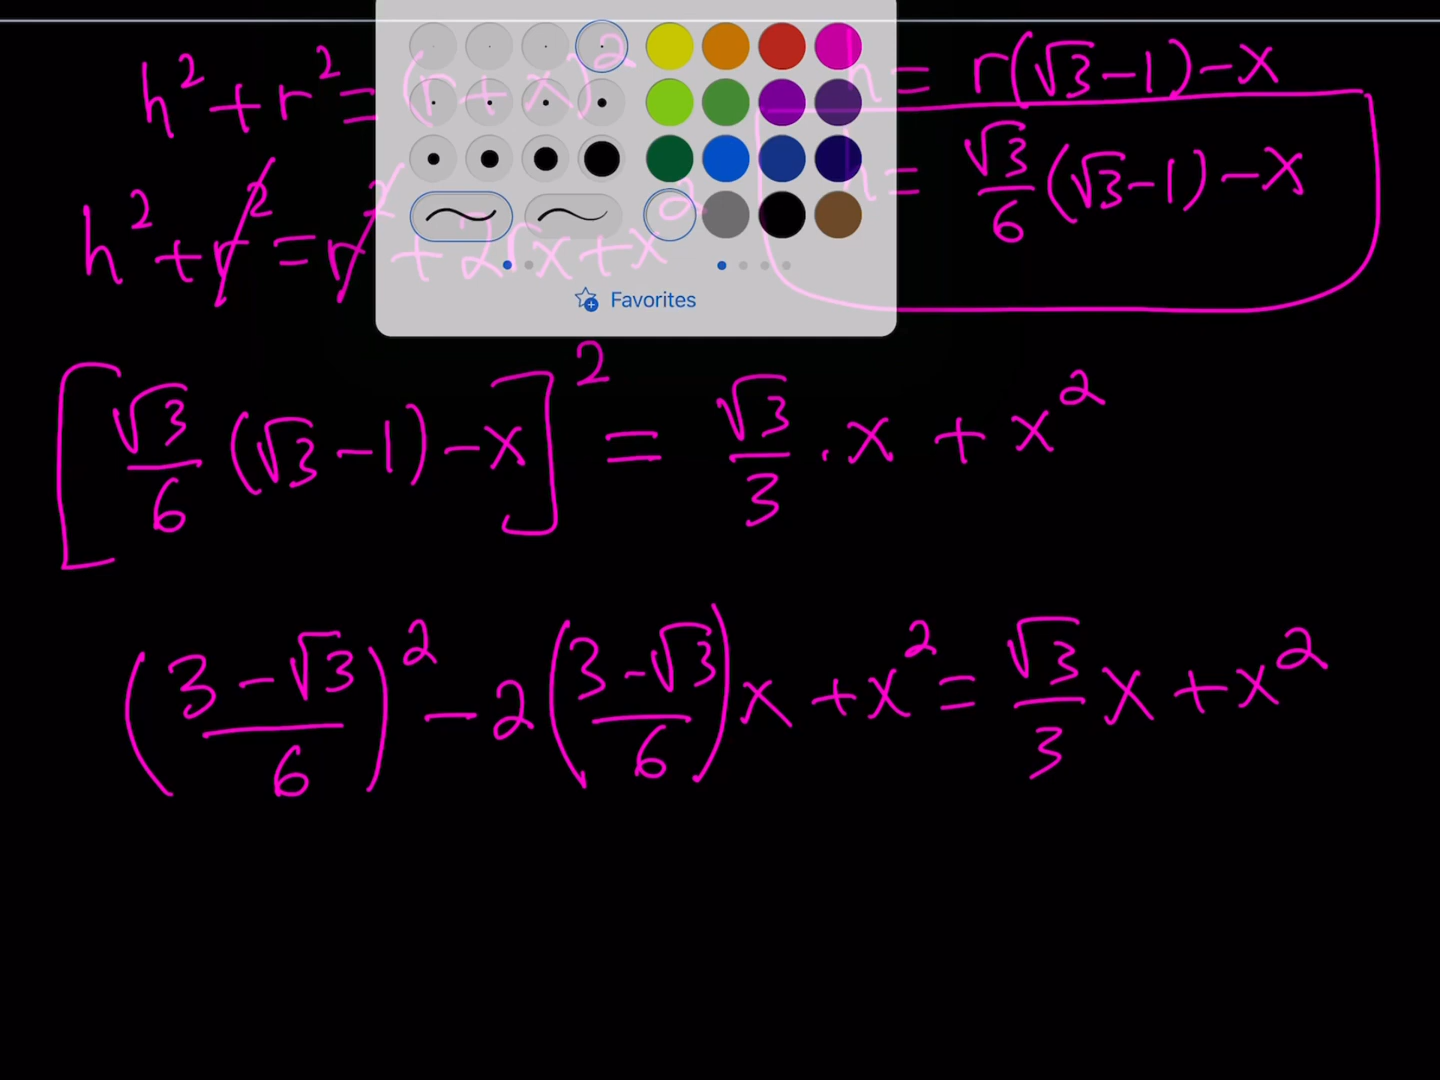 h² + r² = (r + x)²
h = r(√3 − 1) − x
h² + r² = r² + 2rx + x²
h = √3/6 (√3 − 1) − x
Favorites
[√3/6 (√3 − 1) − x]² = √3/3 · x + x²
((3 − √3)/6)² − 2((3 − √3)/6)x + x² = √3/3 x + x²